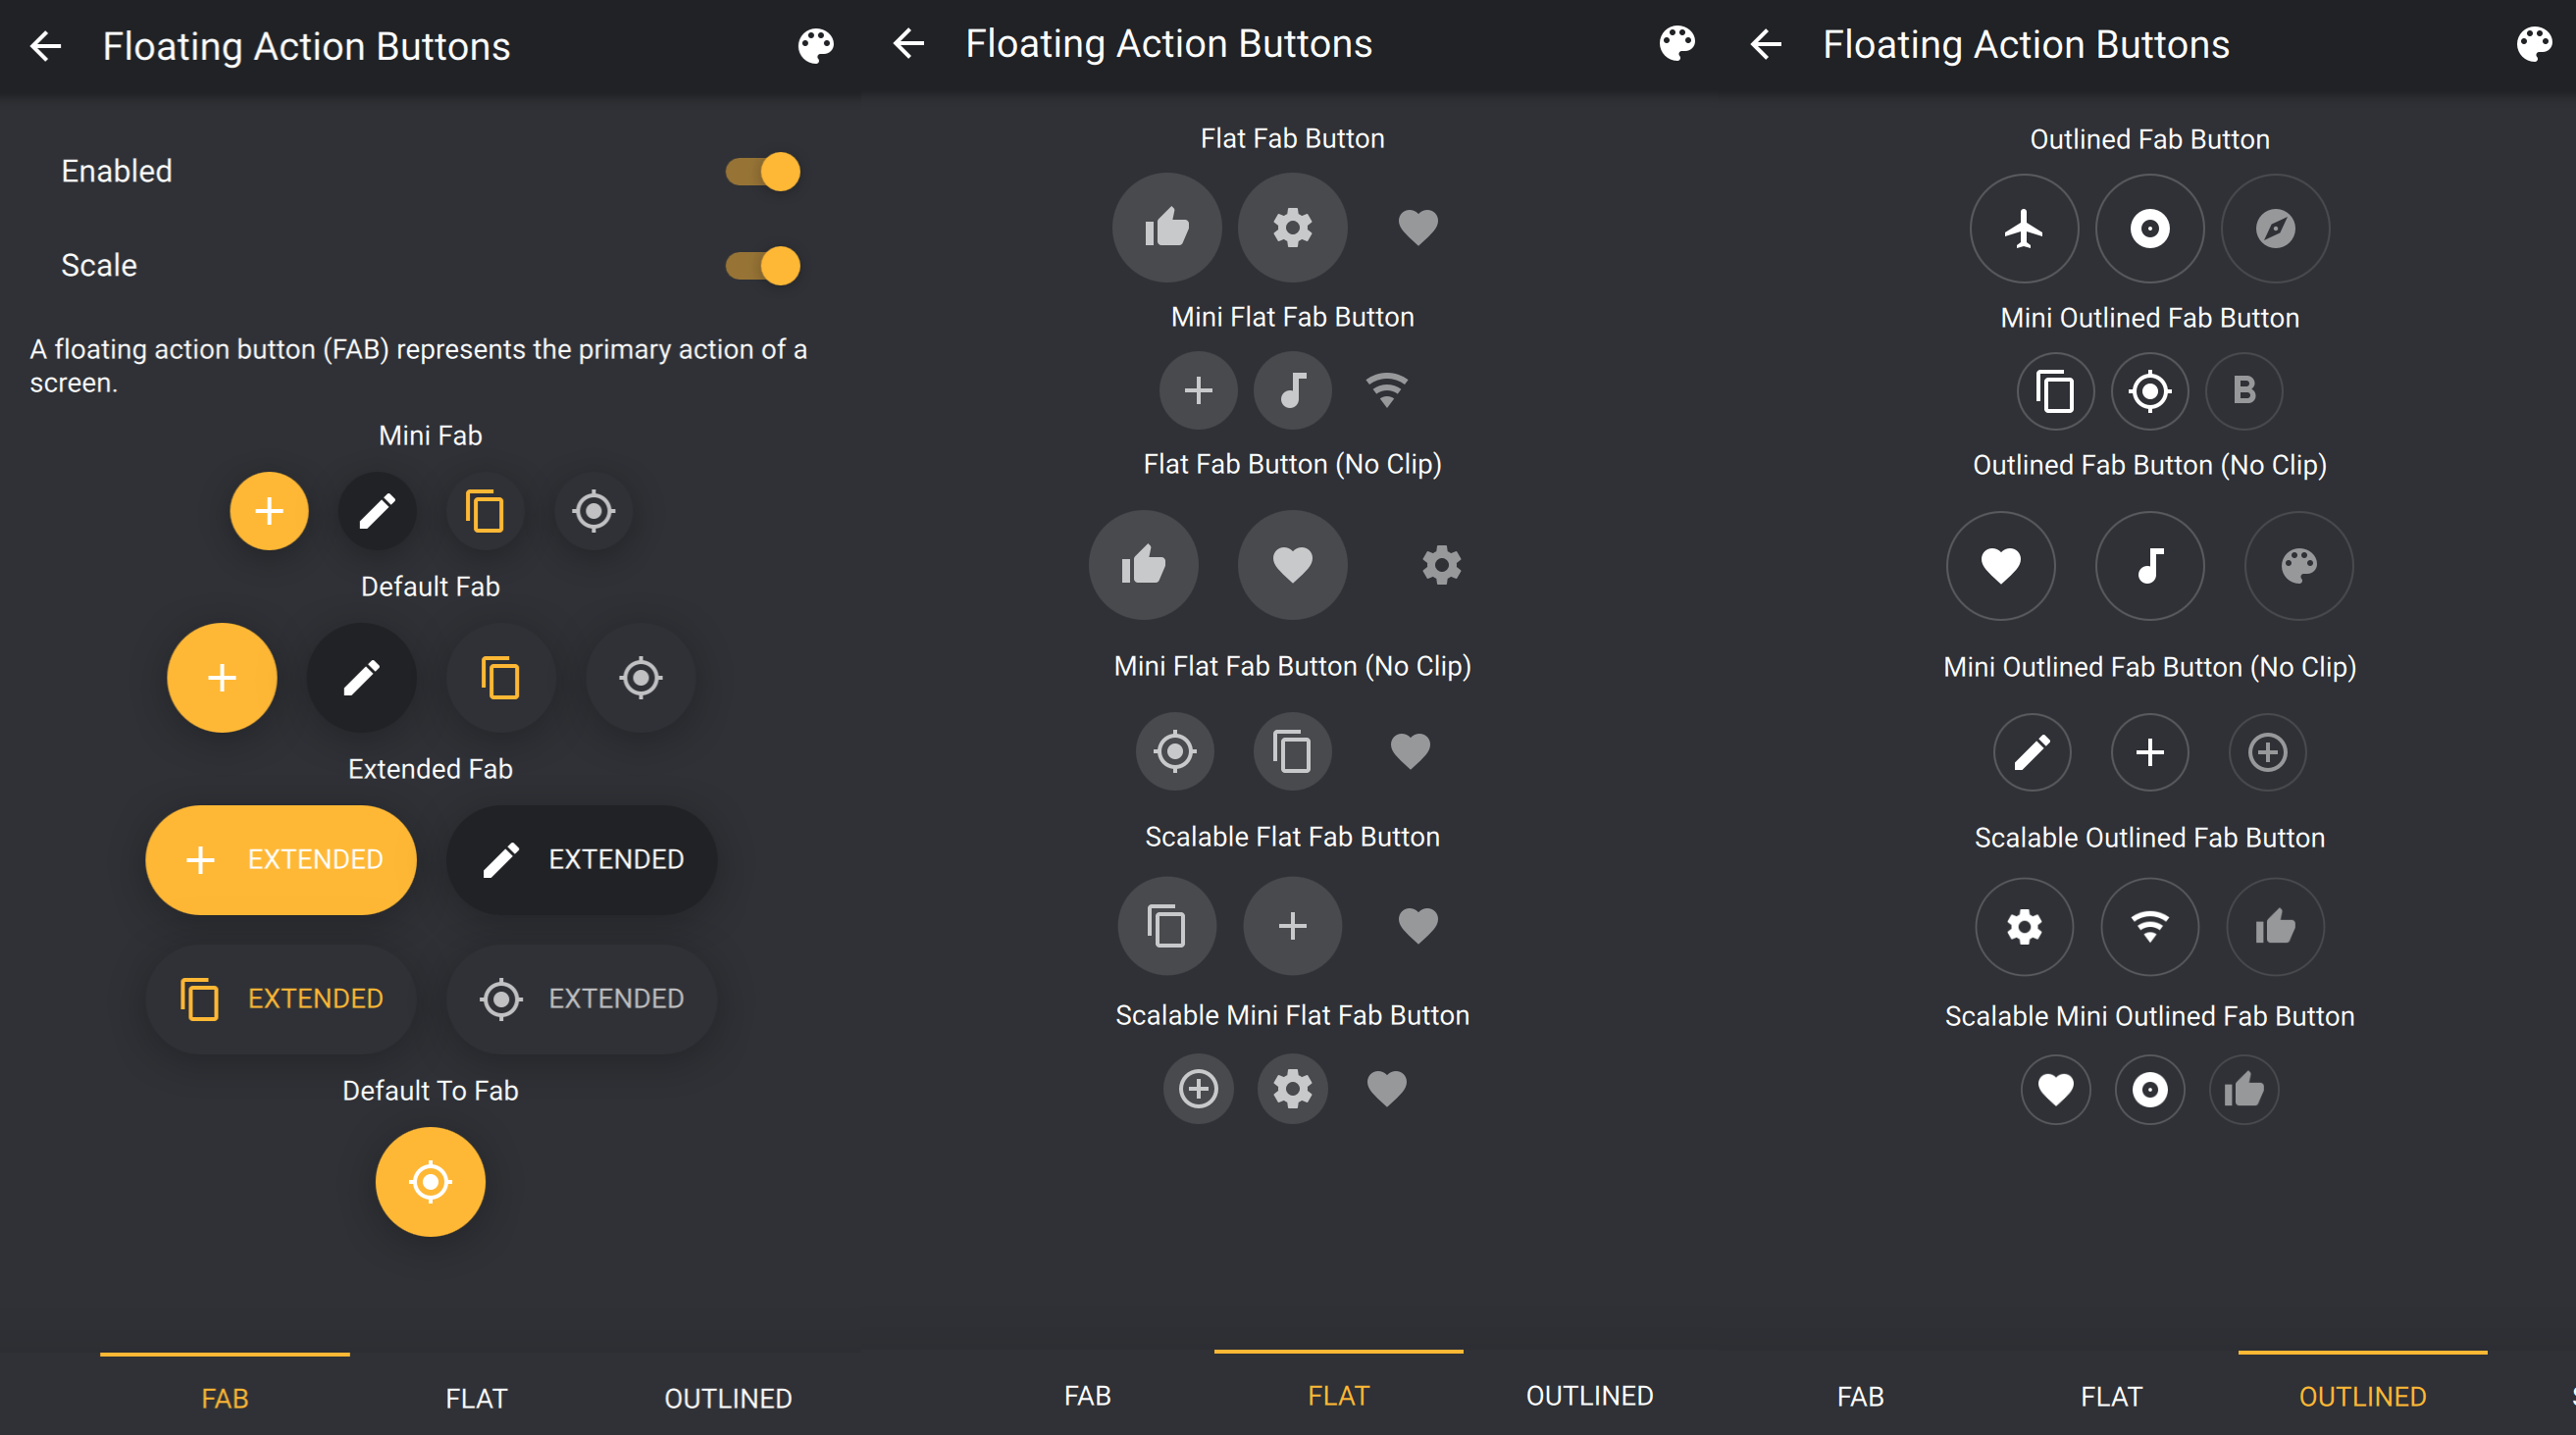 Floating Action Buttons
Enabled
Scale
A floating action button (FAB) represents the primary action of a
screen.
Mini Fab
Default Fab
Extended Fab
EXTENDED
EXTENDED
EXTENDED
EXTENDED
Default To Fab
FAB
FLAT
OUTLINED
Floating Action Buttons
Flat Fab Button
Mini Flat Fab Button
Flat Fab Button (No Clip)
Mini Flat Fab Button (No Clip)
Scalable Flat Fab Button
Scalable Mini Flat Fab Button
FAB
FLAT
OUTLINED
Floating Action Buttons
Outlined Fab Button
Mini Outlined Fab Button
B
Outlined Fab Button (No Clip)
Mini Outlined Fab Button (No Clip)
Scalable Outlined Fab Button
Scalable Mini Outlined Fab Button
FAB
FLAT
OUTLINED